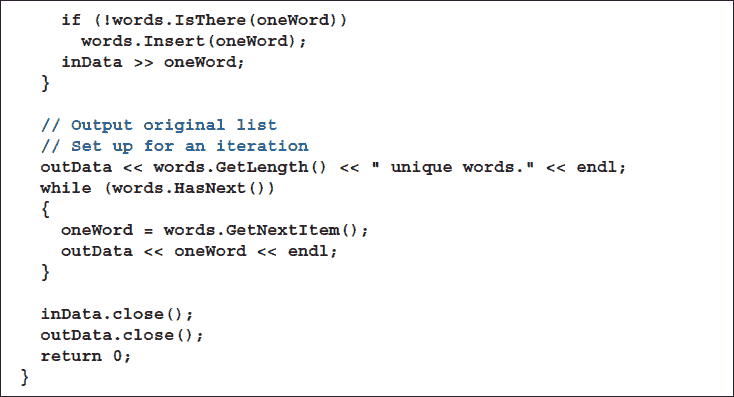 if (!words.IsThere(oneWord))
words.Insert(oneWord);
inData >> oneWord;
}
// Output original list
// Set up for an iteration
outData << words.GetLength() << " unique words." << endl;
while (words.HasNext())
{
oneWord = words.GetNextItem();
outData << oneWord << endl;
}
inData.close();
outData.close();
return 0;
}